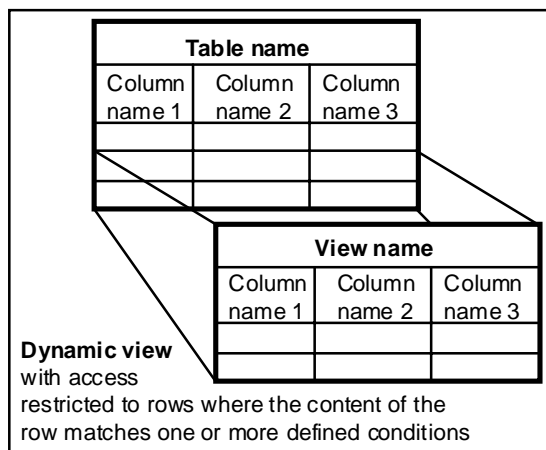 Table name
Column Column Column
name 1 name 2 name 3
View name
Column Column Column
name 1 name 2 name 3
Dynamic view
with access
restricted to rows where the content of the
row matches one or more defined conditions